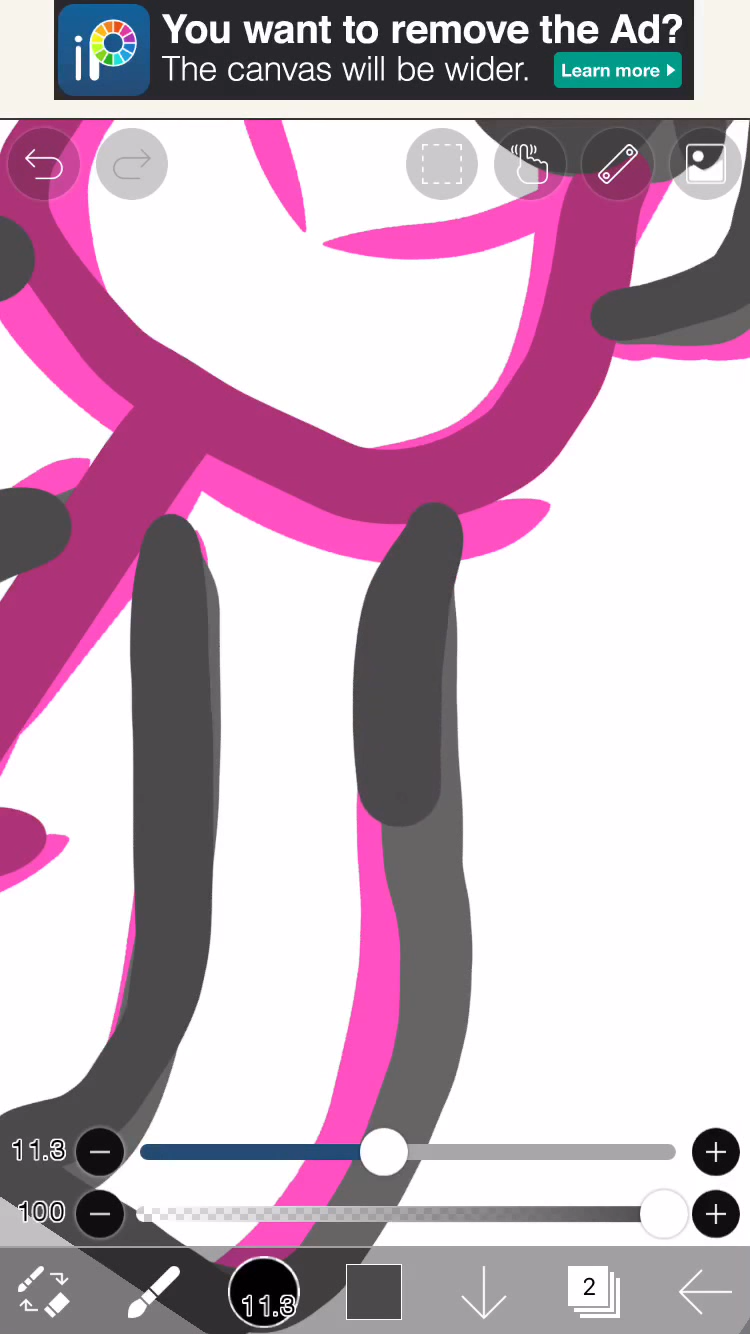 iP
You want to remove the Ad?
The canvas will be wider.
Learn more
11.3
100
11.3
2